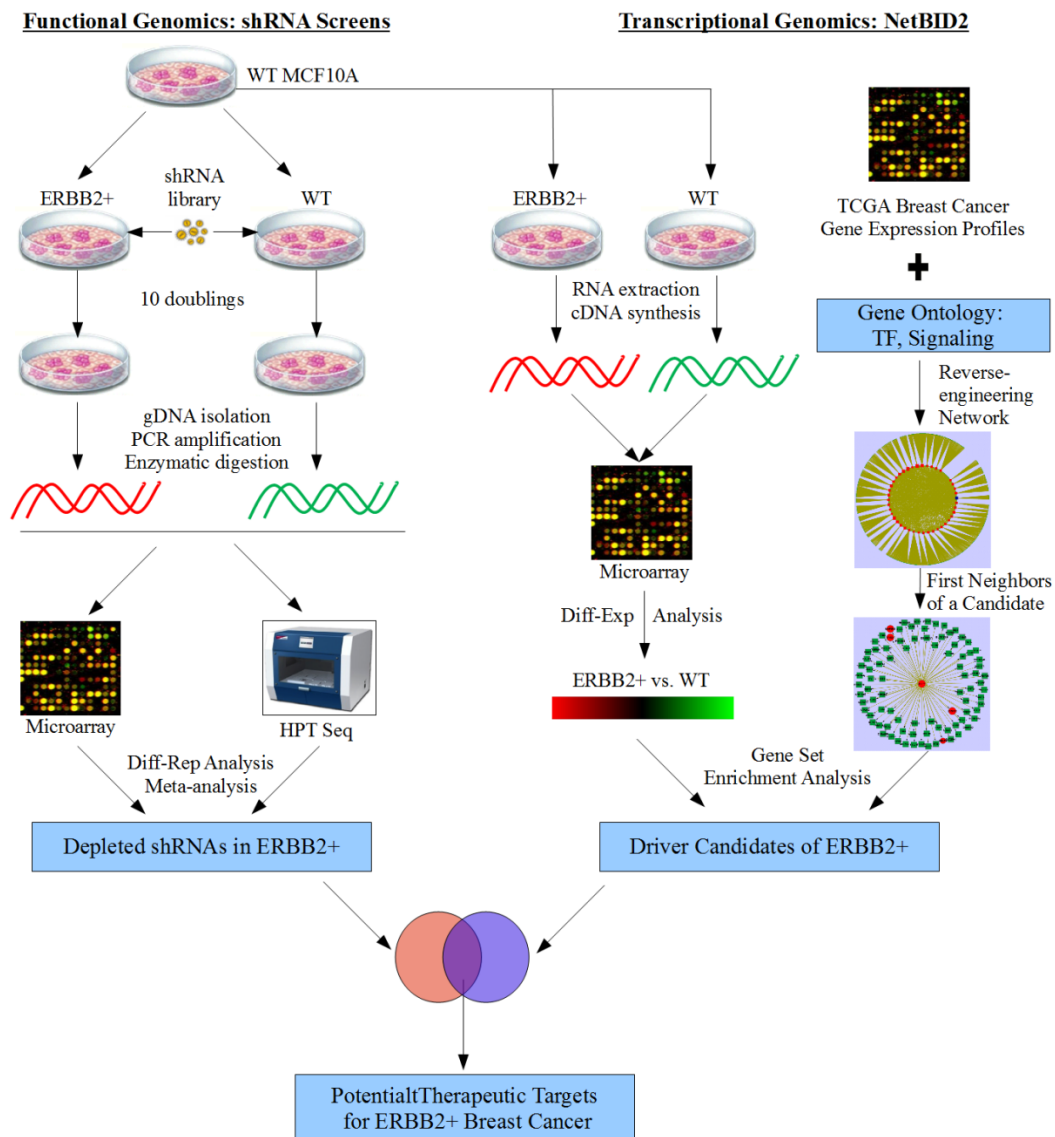 Functional Genomics: shRNA Screens
WT MCF10A
ERBB2+
shRNA
library
WT
10 doublings
gDNA isolation
PCR amplification
Enzymatic digestion
Microarray
HPT Seq
Diff-Rep Analysis
Meta-analysis
Depleted shRNAs in ERBB2+
Transcriptional Genomics: NetBID2
ERBB2+
WT
RNA extraction
cDNA synthesis
Microarray
Diff-Exp Analysis
ERBB2+ vs. WT
TCGA Breast Cancer
Gene Expression Profiles
Gene Ontology:
TF, Signaling
Reverse-
engineering
Network
First Neighbors
of a Candidate
Gene Set
Enrichment Analysis
Driver Candidates of ERBB2+
PotentialtTherapeutic Targets
for ERBB2+ Breast Cancer